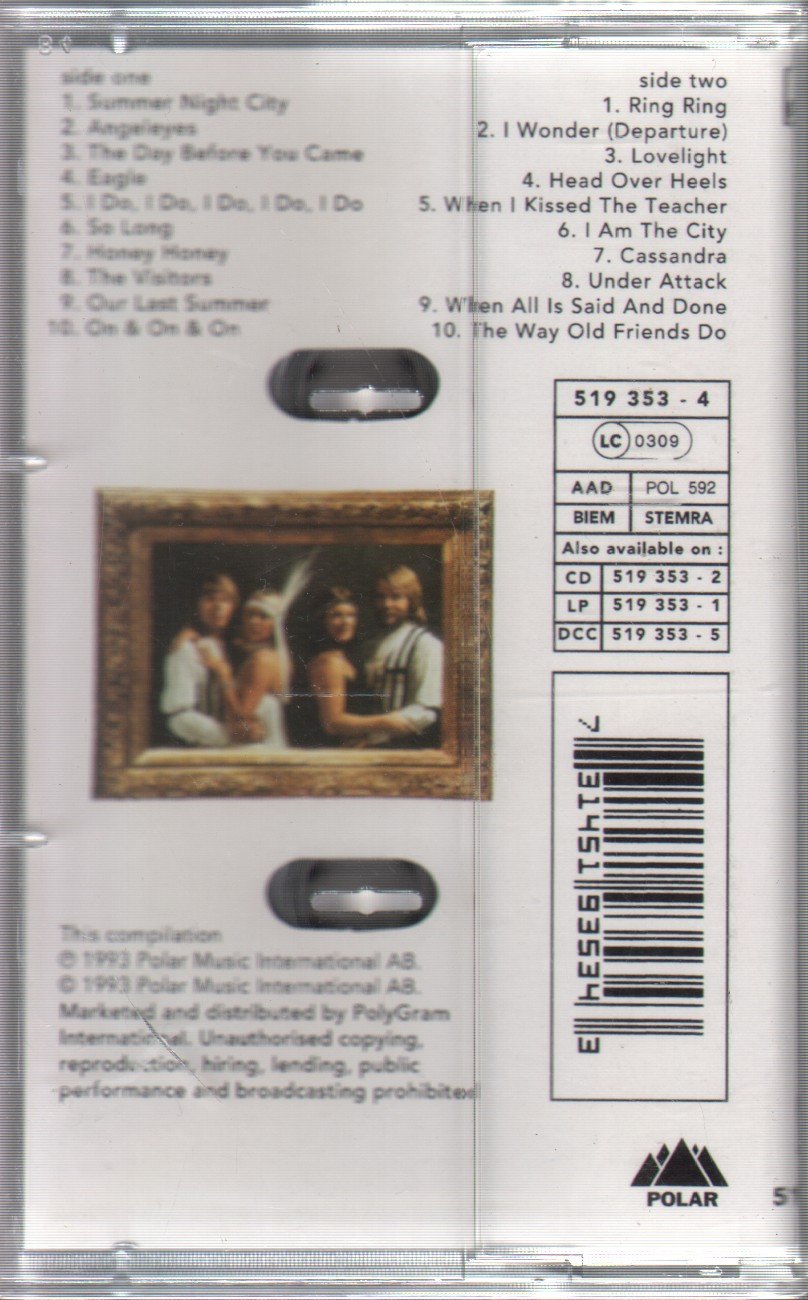 side one
1. Summer Night City
2. Angeleyes
3. The Day Before You Came
4. Eagle
5. I Do, I Do, I Do, I Do, I Do
6. So Long
7. Honey Honey
8. The Visitors
9. Our Last Summer
10. On & On & On
side two
1. Ring Ring
2. I Wonder (Departure)
3. Lovelight
4. Head Over Heels
5. When I Kissed The Teacher
6. I Am The City
7. Cassandra
8. Under Attack
9. When All Is Said And Done
10. The Way Old Friends Do
519 353 - 4
LC 0309
AAD POL 592
BIEM STEMRA
Also available on :
CD 519 353 - 2
LP 519 353 - 1
DCC 519 353 - 5
7 31451 93534 3
This compilation
℗ 1993 Polar Music International AB.
© 1993 Polar Music International AB.
Marketed and distributed by PolyGram
International. Unauthorised copying,
reproduction, hiring, lending, public
performance and broadcasting prohibited
POLAR